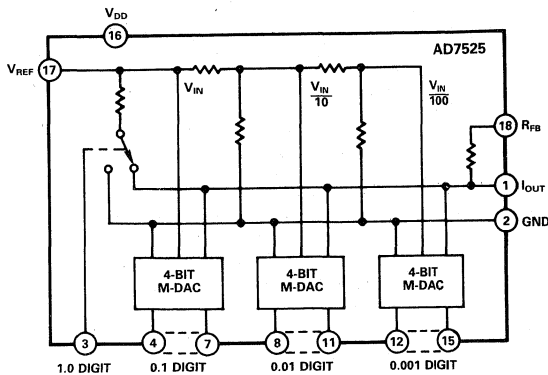 VDD
16
AD7525
VREF
17
VIN
VIN
10
VIN
100
18
RFB
1
IOUT
2
GND
4-BIT
M-DAC
4-BIT
M-DAC
4-BIT
M-DAC
3
4
7
8
11
12
15
1.0 DIGIT
0.1 DIGIT
0.01 DIGIT
0.001 DIGIT